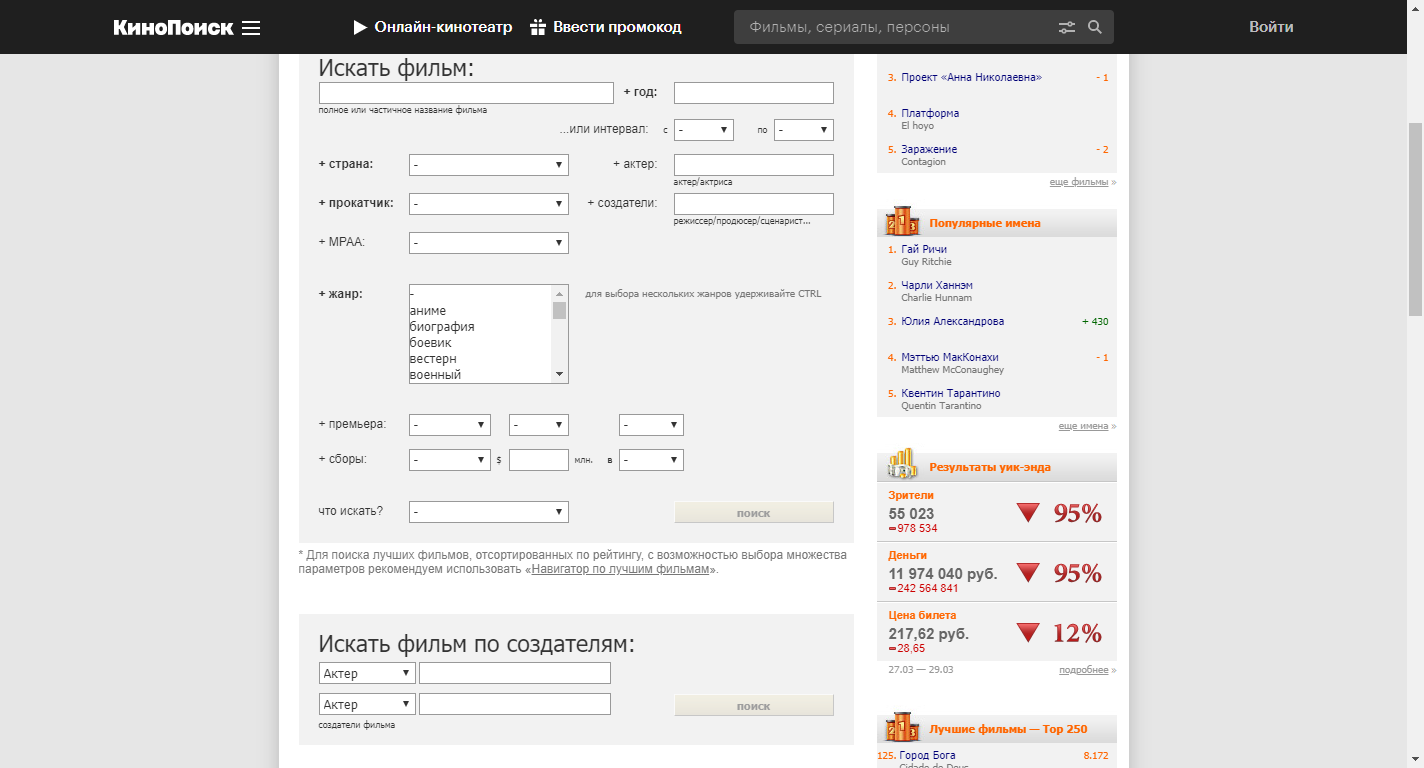 КиноПоиск
Онлайн-кинотеатр
Ввести промокод
Фильмы, сериалы, персоны
Войти
Искать фильм:
+ год:
полное или частичное название фильма
...или интервал: с - по -
+ страна: -
+ актер:
актер/актриса
+ прокатчик: -
+ создатели:
режиссер/продюсер/сценарист...
+ MPAA: -
+ жанр:
-
аниме
биография
боевик
вестерн
военный
для выбора нескольких жанров удерживайте CTRL
+ премьера: - - -
+ сборы: - $ млн. в -
что искать? -
поиск
* Для поиска лучших фильмов, отсортированных по рейтингу, с возможностью выбора множества
параметров рекомендуем использовать «Навигатор по лучшим фильмам».
Искать фильм по создателям:
Актер
Актер
поиск
создатели фильма
3. Проект «Анна Николаевна» - 1
4. Платформа
El hoyo
5. Заражение - 2
Contagion
еще фильмы »
Популярные имена
1. Гай Ричи
Guy Ritchie
2. Чарли Ханнэм
Charlie Hunnam
3. Юлия Александрова + 430
4. Мэттью МакКонахи - 1
Matthew McConaughey
5. Квентин Тарантино
Quentin Tarantino
еще имена »
Результаты уик-энда
Зрители
55 023 95%
978 534
Деньги
11 974 040 руб. 95%
242 564 841
Цена билета
217,62 руб. 12%
28,65
27.03 — 29.03 подробнее »
Лучшие фильмы — Top 250
125. Город Бога 8.172
Cidade de Deus